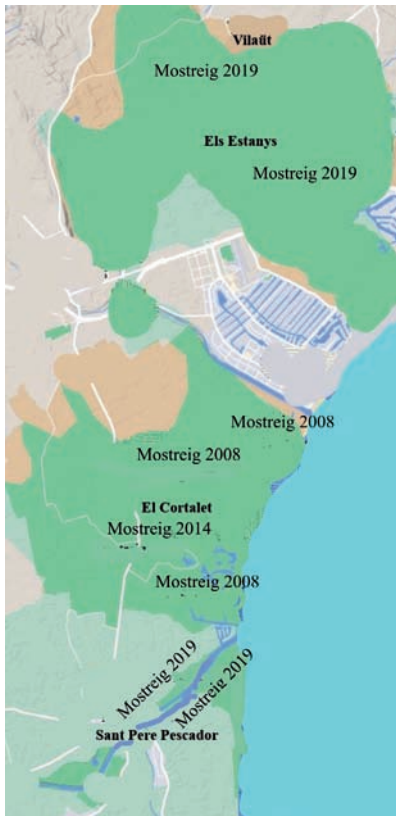 Vilaüt
Mostreig 2019
Els Estanys
Mostreig 2019
Mostreig 2008
Mostreig 2008
El Cortalet
Mostreig 2014
Mostreig 2008
Mostreig 2019
Mostreig 2019
Sant Pere Pescador